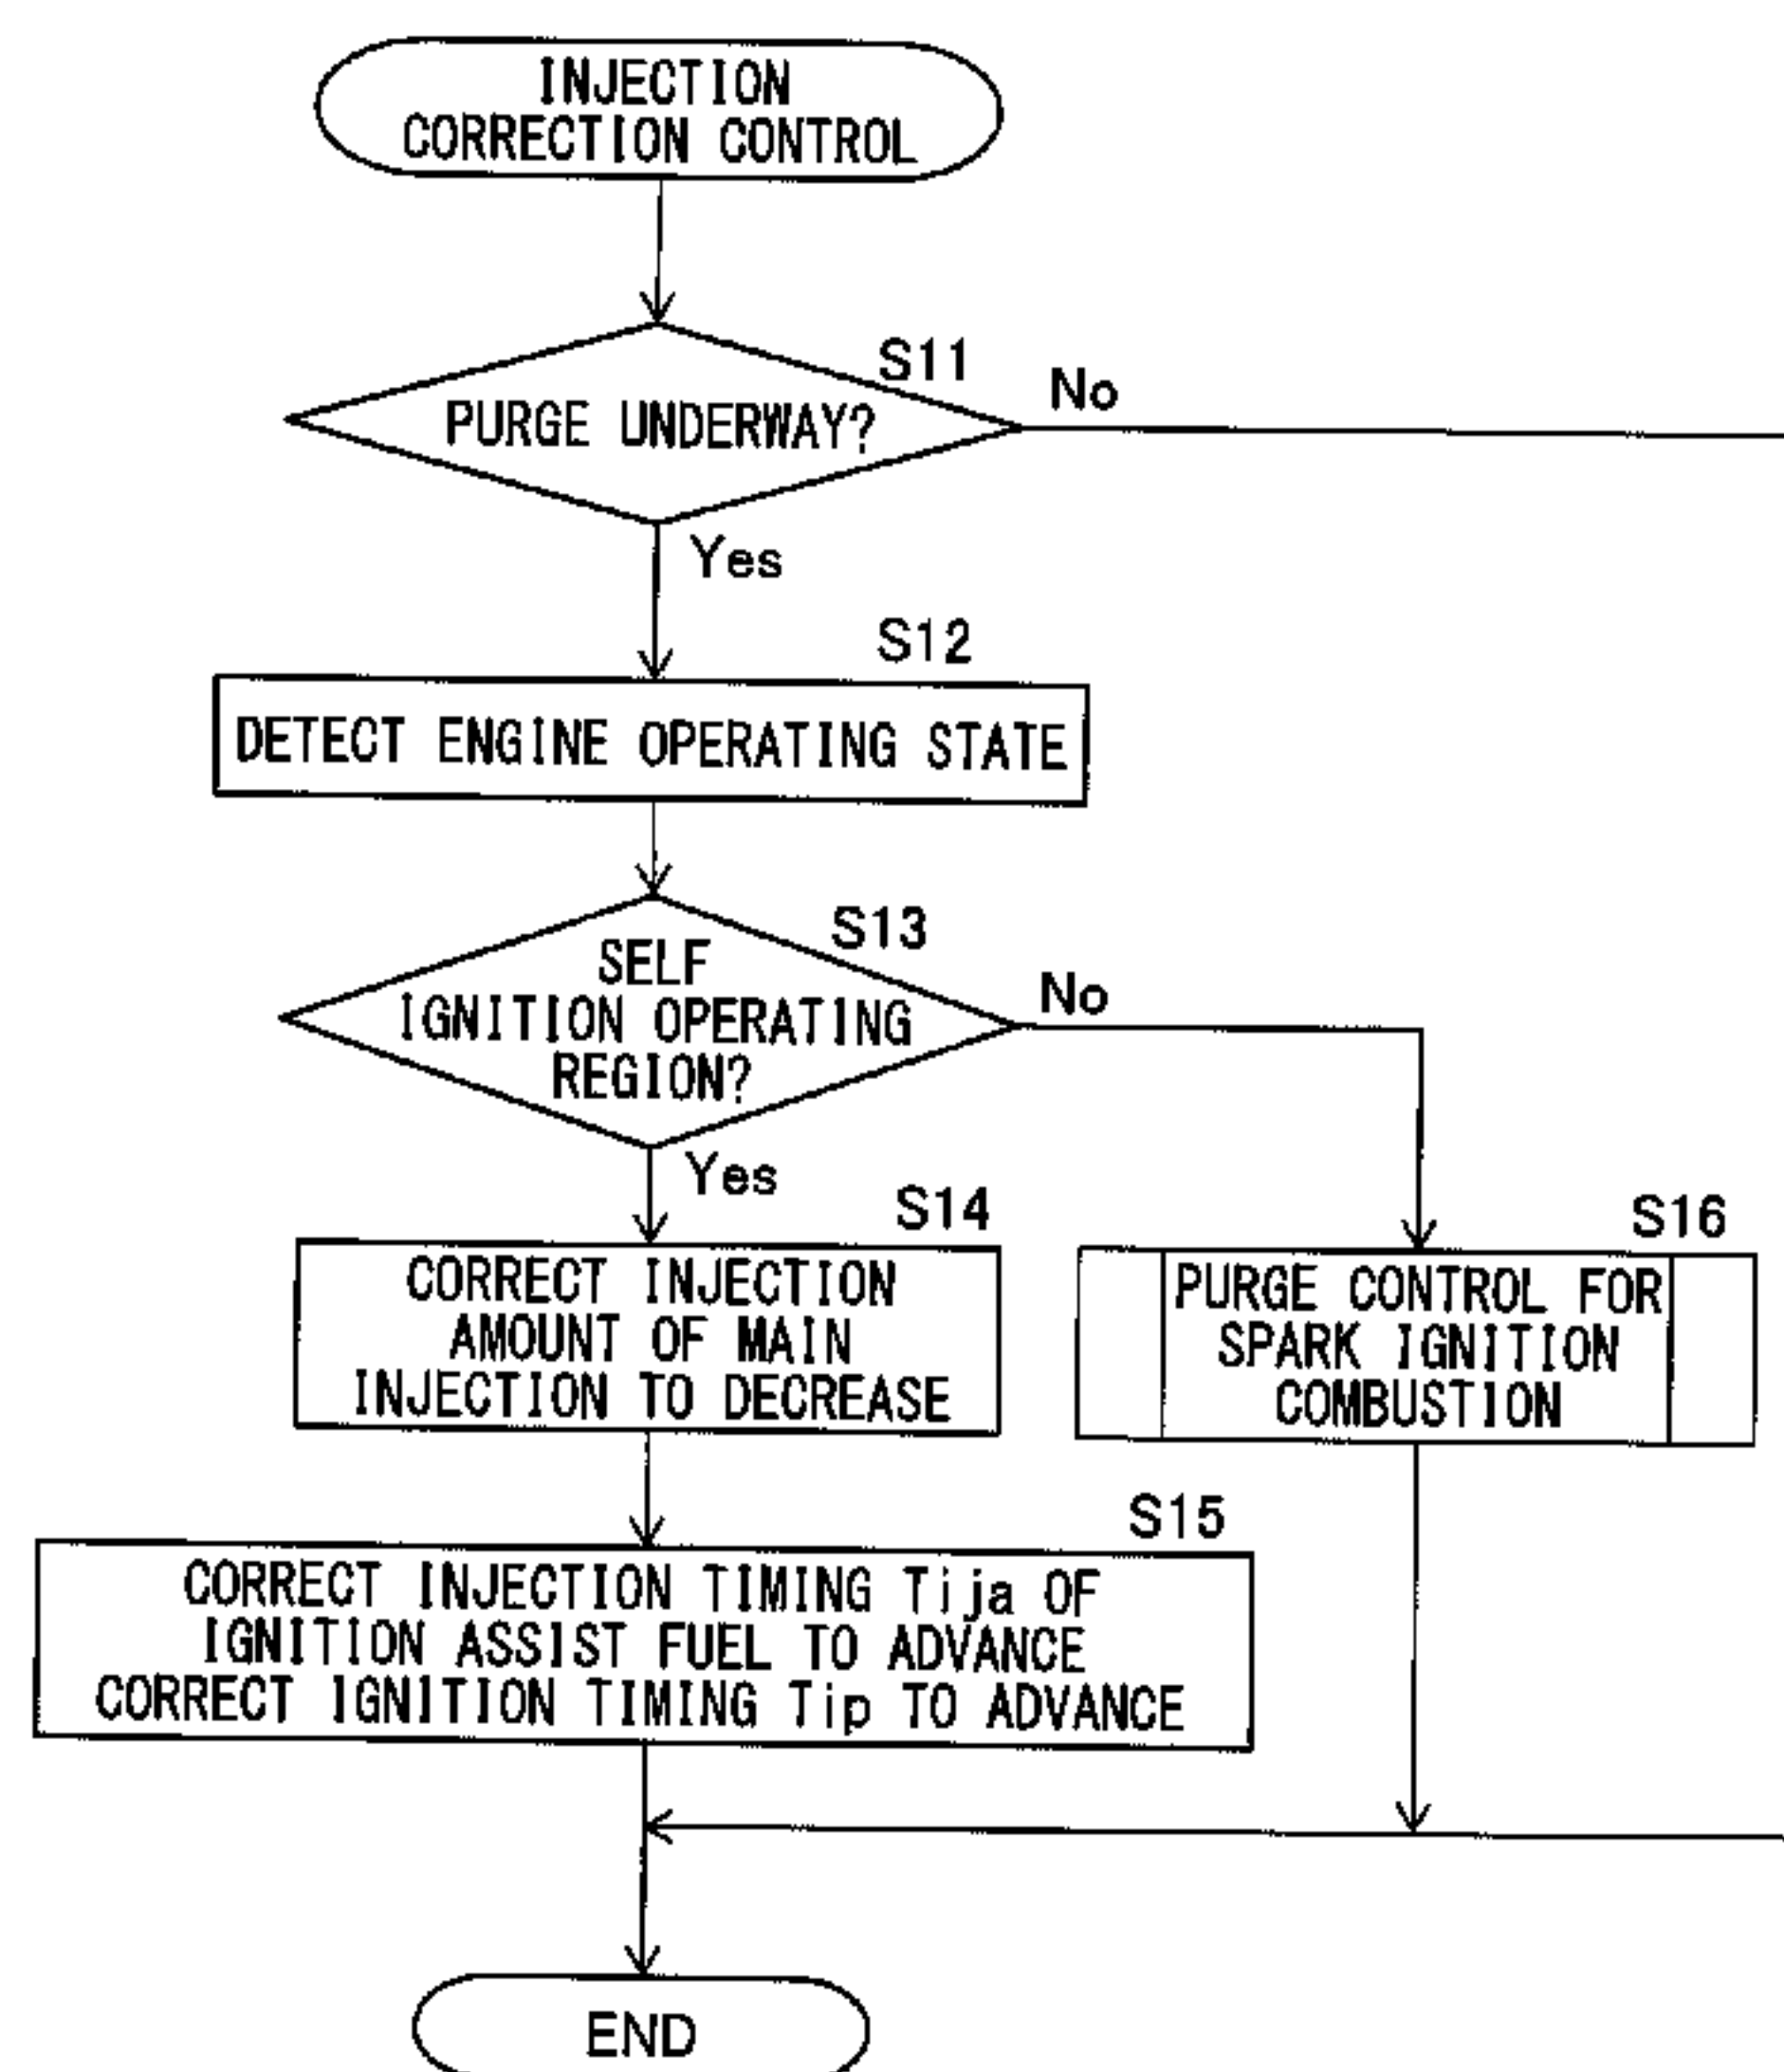 INJECTION
CORRECTION CONTROL
S11
No
PURGE UNDERWAY?
Yes
S12
DETECT ENGINE OPERATING STATE
S13
SELF
IGNITION OPERATING
REGION?
No
Yes
S14
CORRECT INJECTION
AMOUNT OF MAIN
INJECTION TO DECREASE
S16
PURGE CONTROL FOR
SPARK IGNITION
COMBUSTION
S15
CORRECT INJECTION TIMING Tija OF
IGNITION ASSIST FUEL TO ADVANCE
CORRECT IGNITION TIMING Tip TO ADVANCE
END